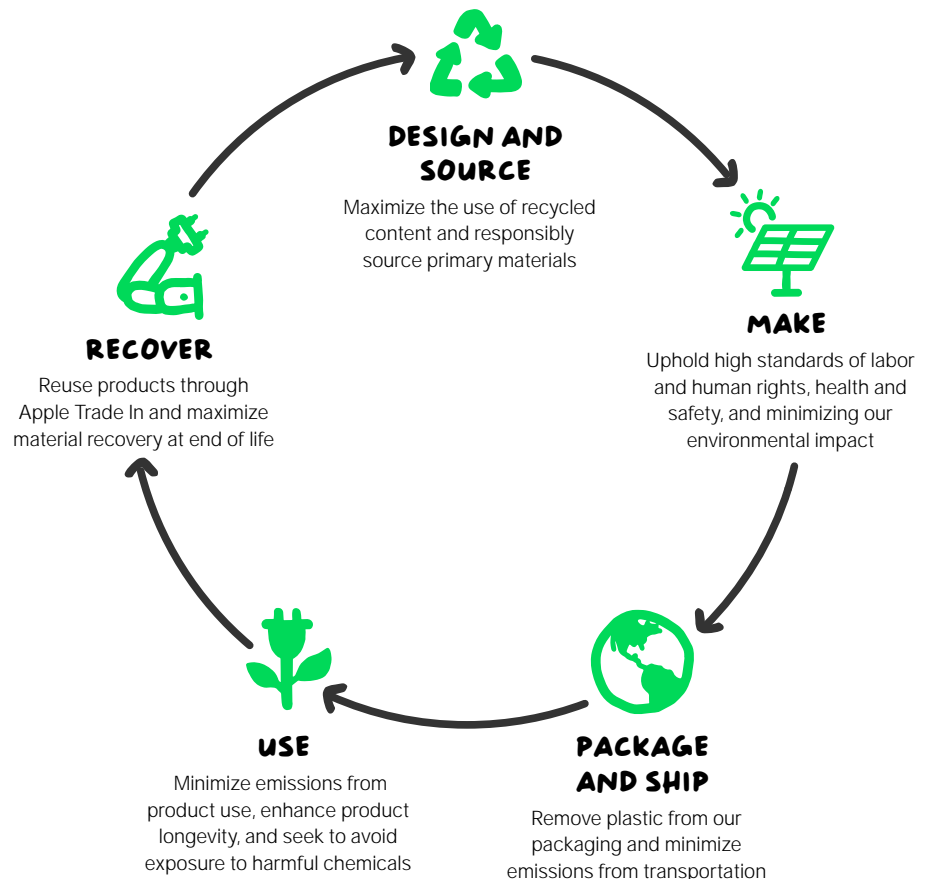 DESIGN AND
SOURCE
Maximize the use of recycled
content and responsibly
source primary materials
MAKE
Uphold high standards of labor
and human rights, health and
safety, and minimizing our
environmental impact
PACKAGE
AND SHIP
Remove plastic from our
packaging and minimize
emissions from transportation
USE
Minimize emissions from
product use, enhance product
longevity, and seek to avoid
exposure to harmful chemicals
RECOVER
Reuse products through
Apple Trade In and maximize
material recovery at end of life